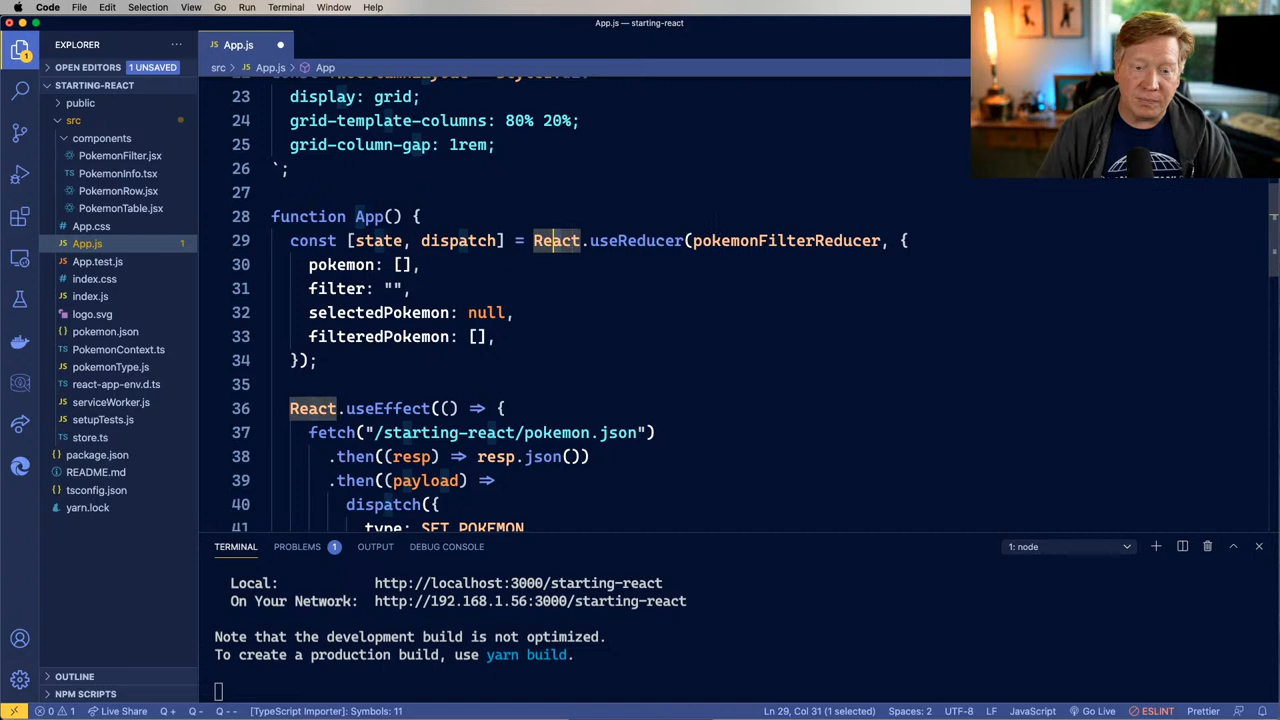 Code File Edit Selection View Go Run Terminal Window Help
App.js — starting-react
EXPLORER
App.js
OPEN EDITORS 1 UNSAVED
src > App.js > App
STARTING-REACT
public
src
components
PokemonFilter.jsx
PokemonInfo.tsx
PokemonRow.jsx
PokemonTable.jsx
App.css
App.js 1
App.test.js
index.css
index.js
logo.svg
pokemon.json
PokemonContext.ts
pokemonType.js
react-app-env.d.ts
serviceWorker.js
setupTests.js
store.ts
package.json
README.md
tsconfig.json
yarn.lock
OUTLINE
NPM SCRIPTS
23 display: grid;
24 grid-template-columns: 80% 20%;
25 grid-column-gap: 1rem;
26 `;
27
28 function App() {
29 const [state, dispatch] = React.useReducer(pokemonFilterReducer, {
30 pokemon: [],
31 filter: "",
32 selectedPokemon: null,
33 filteredPokemon: [],
34 });
35
36 React.useEffect(() => {
37 fetch("/starting-react/pokemon.json")
38 .then((resp) => resp.json())
39 .then((payload) =>
40 dispatch({
41 type: SET_POKEMON
TERMINAL PROBLEMS 1 OUTPUT DEBUG CONSOLE 1: node
Local: http://localhost:3000/starting-react
On Your Network: http://192.168.1.56:3000/starting-react
Note that the development build is not optimized.
To create a production build, use yarn build.
0 1 Live Share Q + Q - Q - - [TypeScript Importer]: Symbols: 11 Ln 29, Col 31 (1 selected) Spaces: 2 UTF-8 LF JavaScript Go Live ESLINT Prettier